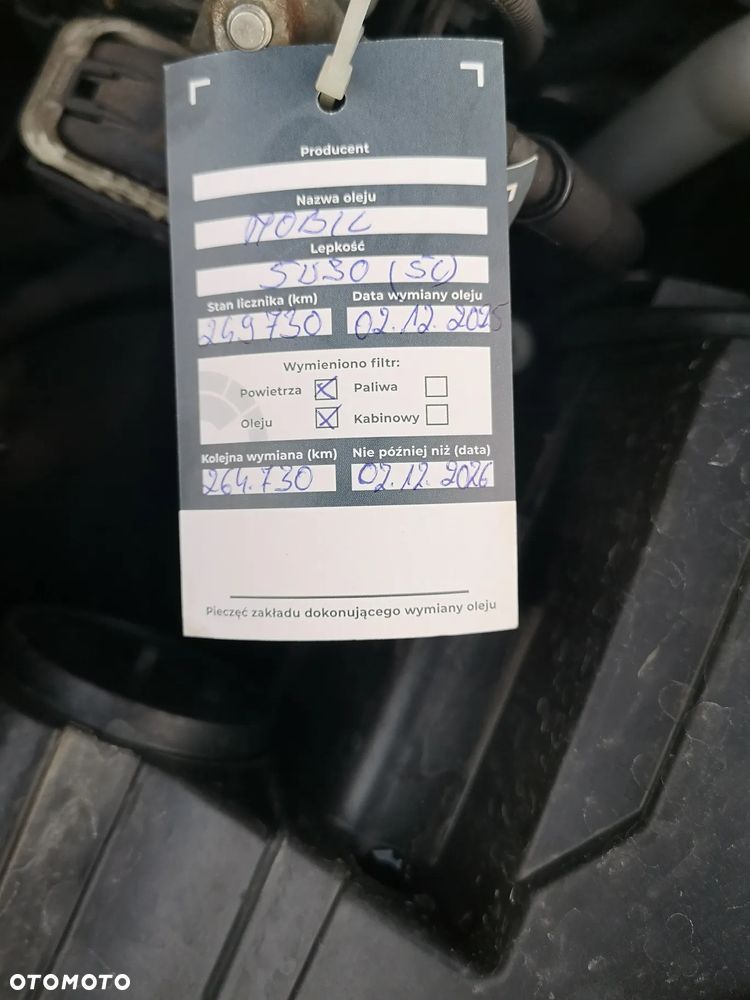 Producent
Nazwa oleju
MOBIL
Lepkość
5W30 (5L)
Stan licznika (km) Data wymiany oleju
249730 02.12.2025
Wymieniono filtr:
Powietrza Paliwa
Oleju Kabinowy
Kolejna wymiana (km) Nie później niż (data)
264.730 02.12.2026
Pieczęć zakładu dokonującego wymiany oleju
OTOMOTO